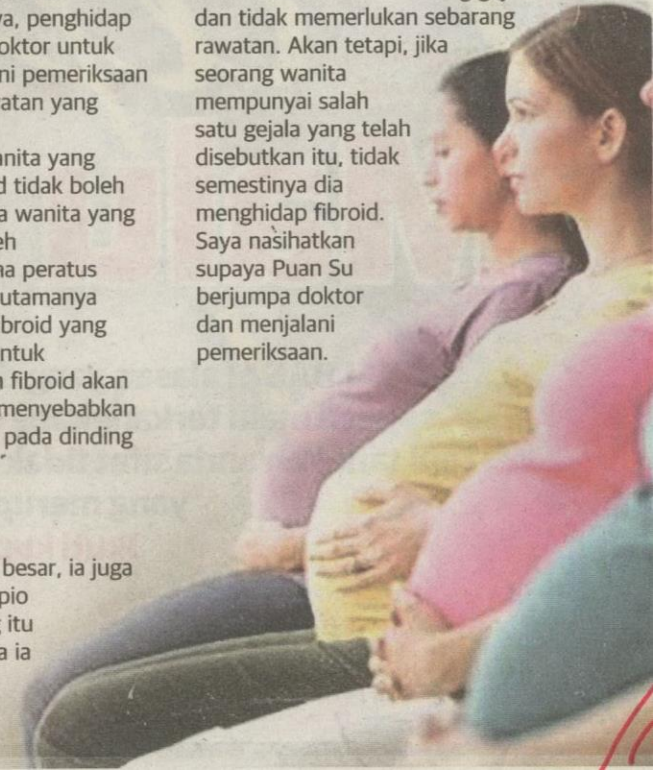 va, penghidap
oktor untuk
ni pemeriksaan
atan yang
anita yang
d tidak boleh
a wanita yang
eh
na peratus
utamanya
broid yang
ntuk
n fibroid akan
menyebabkan
pada dinding
besar, ia juga
pio
itu
a ia
dan tidak memerlukan sebarang
rawatan. Akan tetapi, jika
seorang wanita
mempunyai salah
satu gejala yang telah
disebutkan itu, tidak
semestinya dia
menghidap fibroid.
Saya nasihatkan
supaya Puan Su
berjumpa doktor
dan menjalani
pemeriksaan.